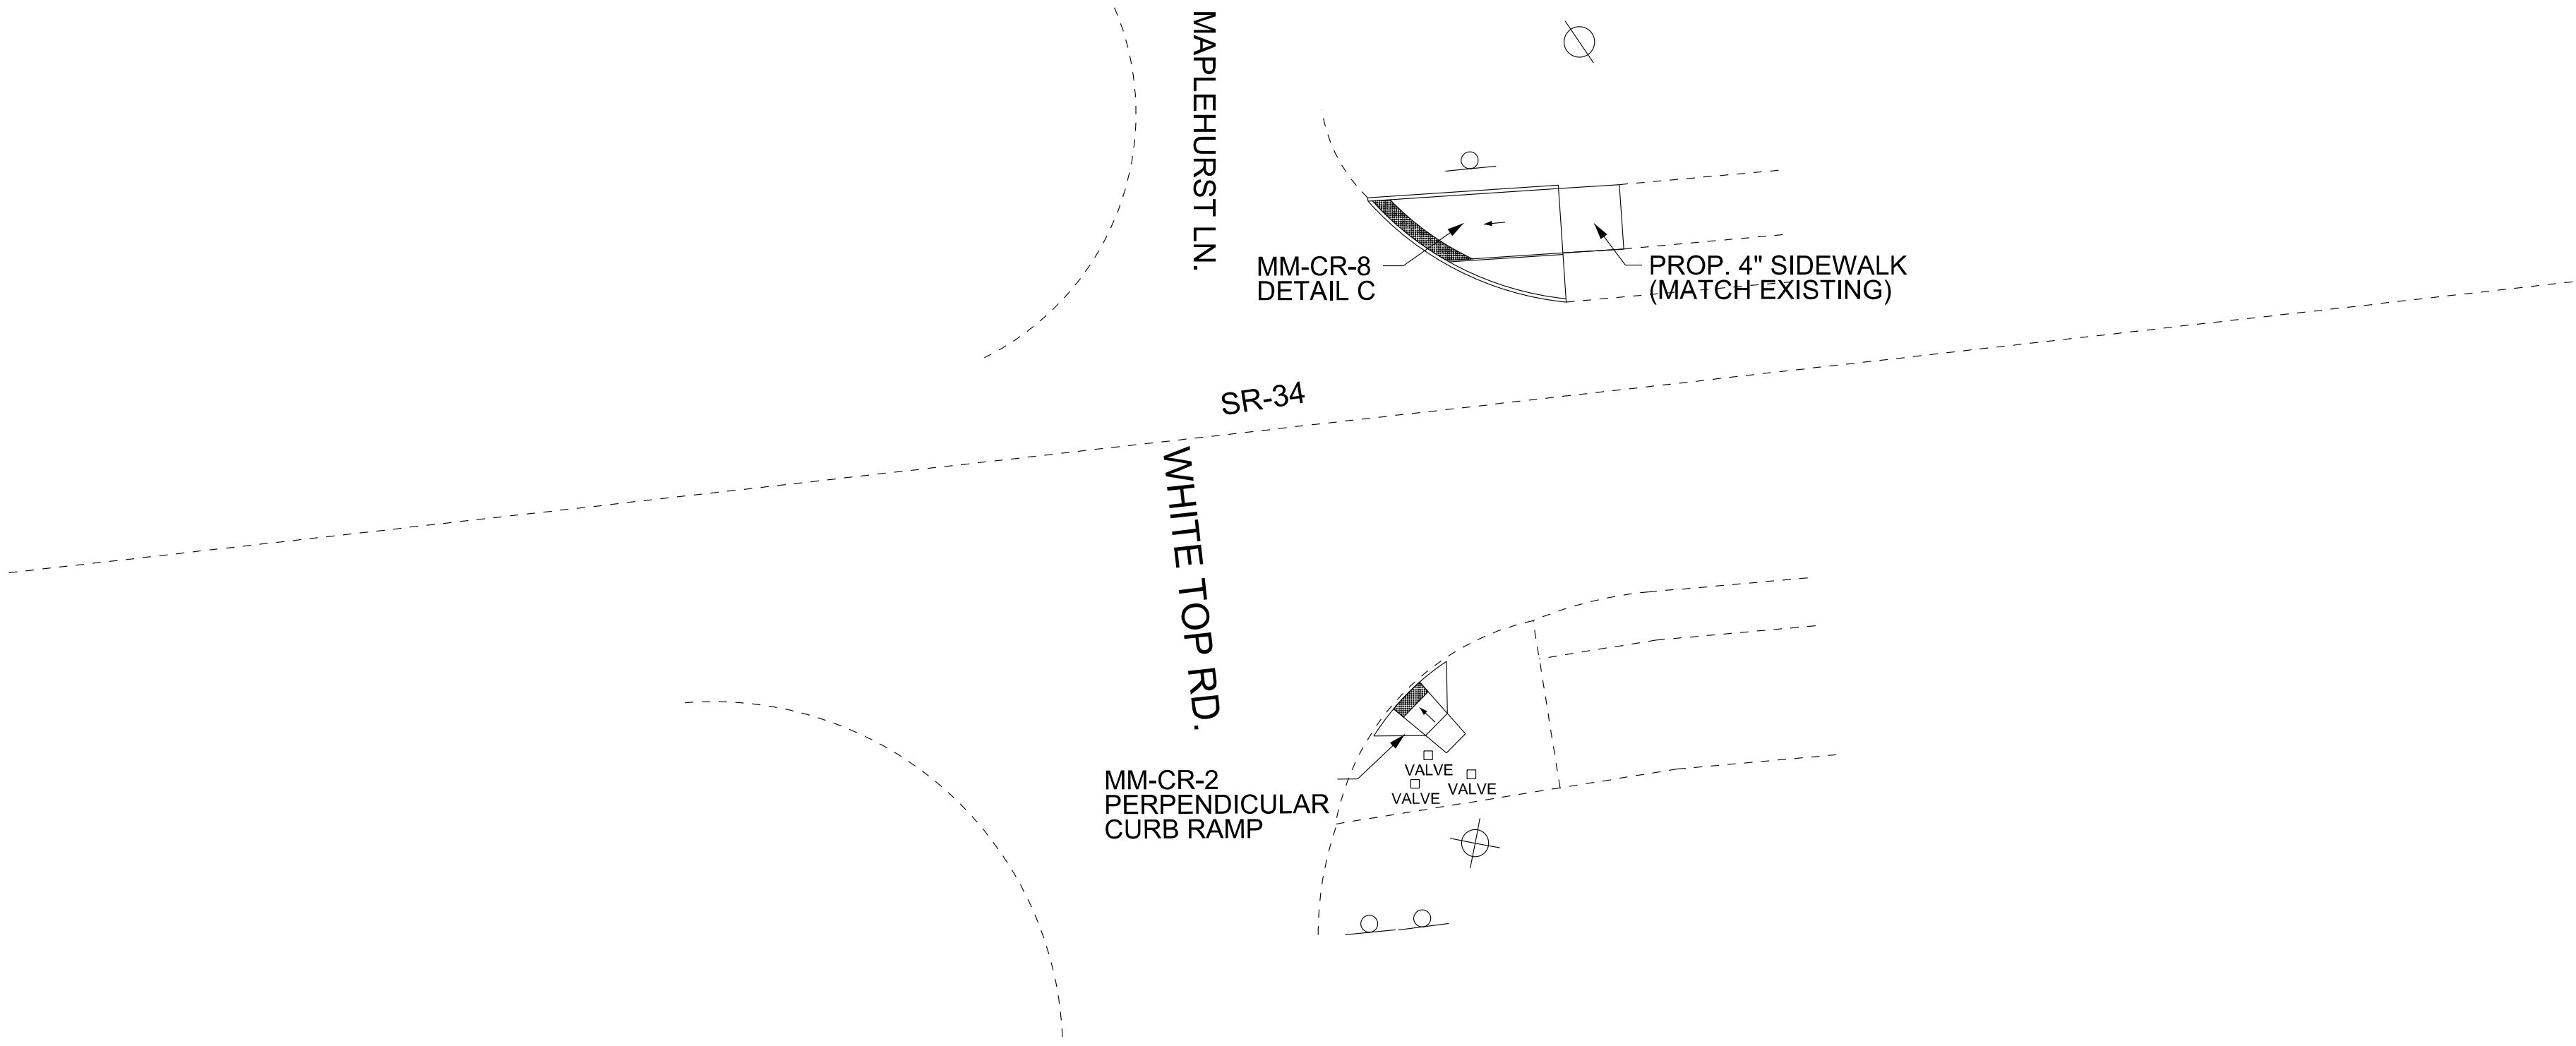 MAPLEHURST LN.
MM-CR-8
DETAIL C
PROP. 4" SIDEWALK
(MATCH EXISTING)
SR-34
WHITE TOP RD.
MM-CR-2
PERPENDICULAR
CURB RAMP
VALVE
VALVE
VALVE